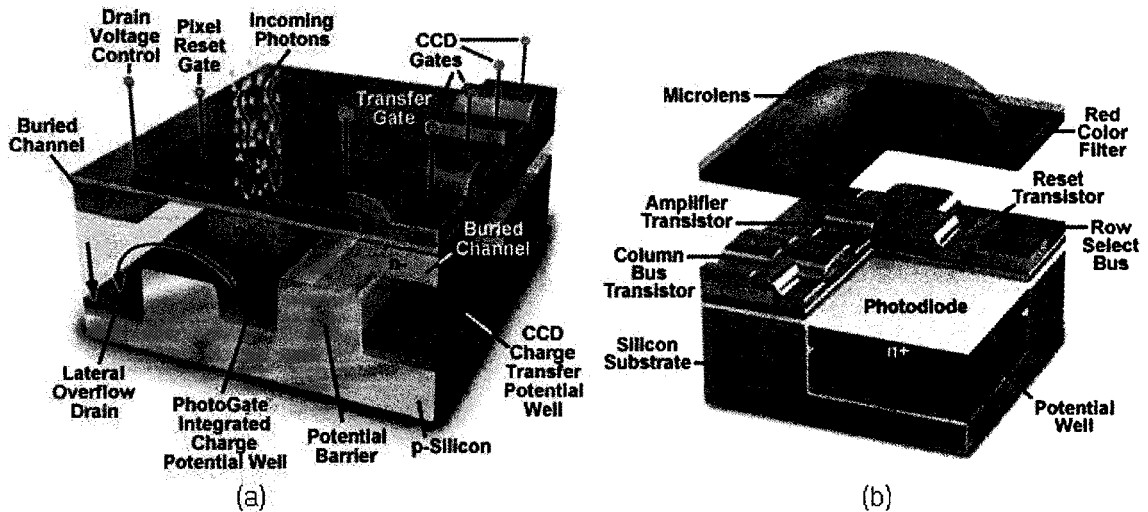 Drain
Voltage
Control
Pixel
Reset
Gate
Incoming
Photons
CCD
Gates
Transfer
Gate
Buried
Channel
Buried
Channel
n-
Lateral
Overflow
Drain
PhotoGate
Integrated
Charge
Potential Well
Potential
Barrier
p-Silicon
CCD
Charge
Transfer
Potential
Well
(a)
Microlens
Red
Color
Filter
Reset
Transistor
Amplifier
Transistor
Row
Select
Bus
Column
Bus
Transistor
Photodiode
Silicon
Substrate
n+
Potential
Well
(b)